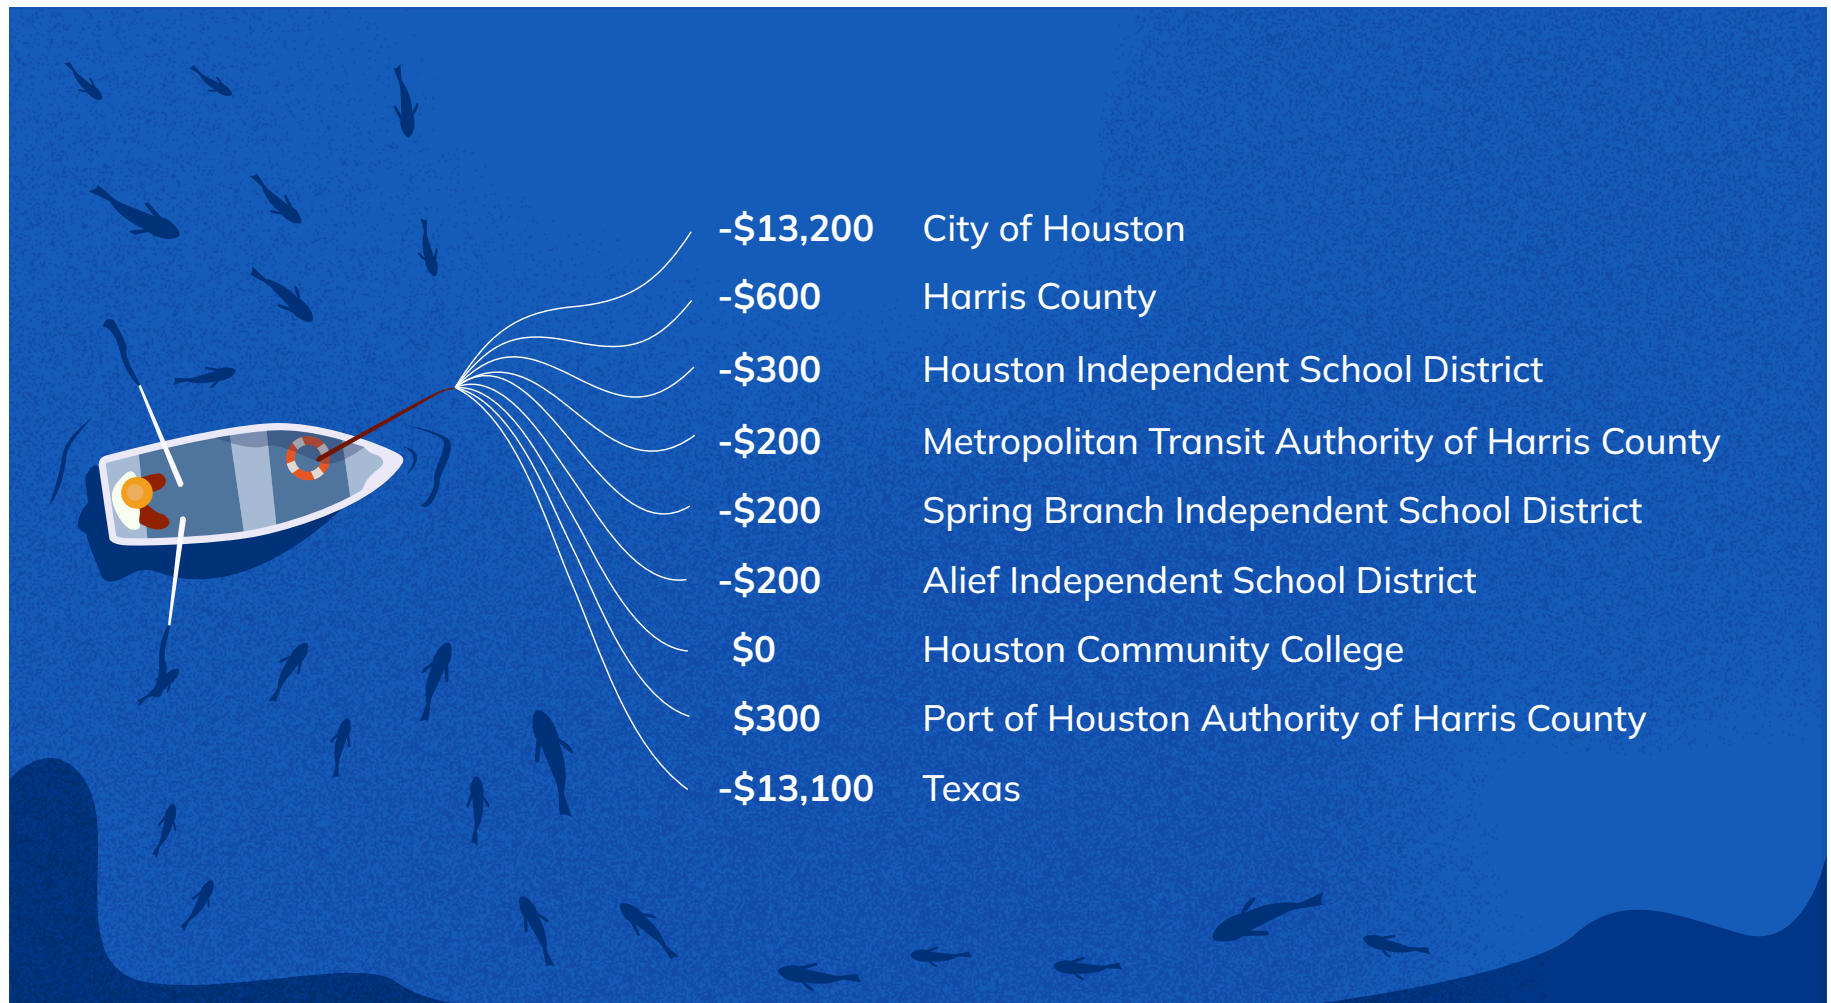 -$13,200 City of Houston
-$600 Harris County
-$300 Houston Independent School District
-$200 Metropolitan Transit Authority of Harris County
-$200 Spring Branch Independent School District
-$200 Alief Independent School District
$0 Houston Community College
$300 Port of Houston Authority of Harris County
-$13,100 Texas